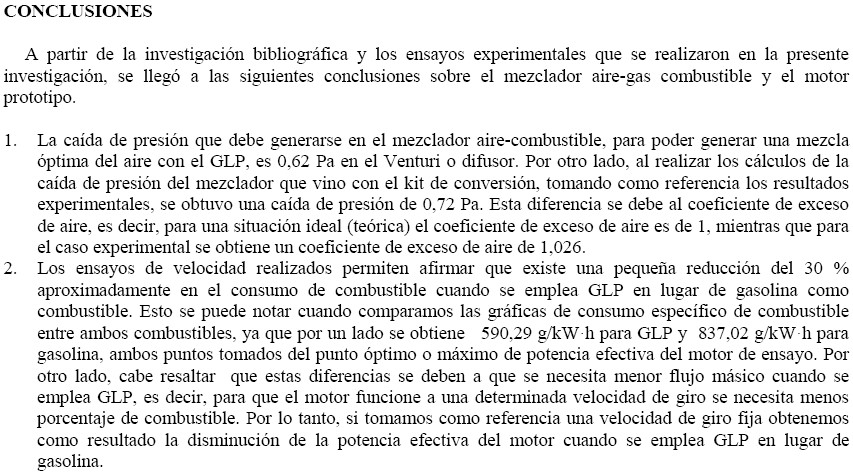 CONCLUSIONES
A partir de la investigación bibliográfica y los ensayos experimentales que se realizaron en la presente
investigación, se llegó a las siguientes conclusiones sobre el mezclador aire-gas combustible y el motor
prototipo.
1. La caída de presión que debe generarse en el mezclador aire-combustible, para poder generar una mezcla
óptima del aire con el GLP, es 0,62 Pa en el Venturi o difusor. Por otro lado, al realizar los cálculos de la
caída de presión del mezclador que vino con el kit de conversión, tomando como referencia los resultados
experimentales, se obtuvo una caída de presión de 0,72 Pa. Esta diferencia se debe al coeficiente de exceso
de aire, es decir, para una situación ideal (teórica) el coeficiente de exceso de aire es de 1, mientras que para
el caso experimental se obtiene un coeficiente de exceso de aire de 1,026.
2. Los ensayos de velocidad realizados permiten afirmar que existe una pequeña reducción del 30 %
aproximadamente en el consumo de combustible cuando se emplea GLP en lugar de gasolina como
combustible. Esto se puede notar cuando comparamos las gráficas de consumo específico de combustible
entre ambos combustibles, ya que por un lado se obtiene 590,29 g/kW·h para GLP y 837,02 g/kW·h para
gasolina, ambos puntos tomados del punto óptimo o máximo de potencia efectiva del motor de ensayo. Por
otro lado, cabe resaltar que estas diferencias se deben a que se necesita menor flujo másico cuando se
emplea GLP, es decir, para que el motor funcione a una determinada velocidad de giro se necesita menos
porcentaje de combustible. Por lo tanto, si tomamos como referencia una velocidad de giro fija obtenemos
como resultado la disminución de la potencia efectiva del motor cuando se emplea GLP en lugar de
gasolina.